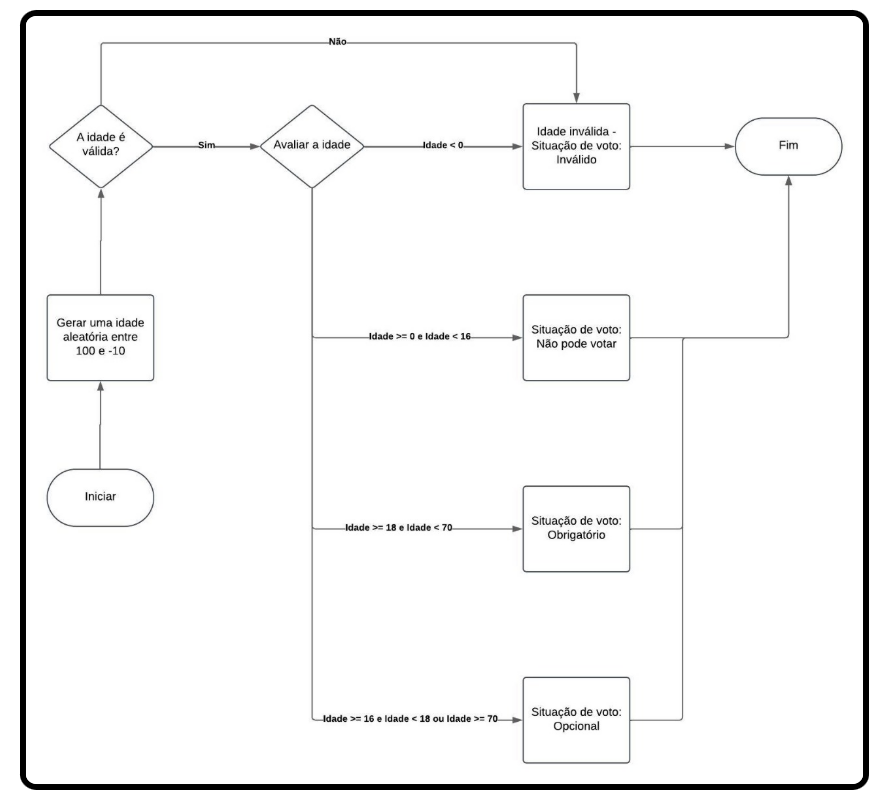 Não
A idade é
válida?
Sim
Avaliar a idade
Idade < 0
Idade inválida -
Situação de voto:
Inválido
Fim
Gerar uma idade
aleatória entre
100 e -10
Idade >= 0 e Idade < 16
Situação de voto:
Não pode votar
Iniciar
Idade >= 18 e Idade < 70
Situação de voto:
Obrigatório
Idade >= 16 e Idade < 18 ou Idade >= 70
Situação de voto:
Opcional